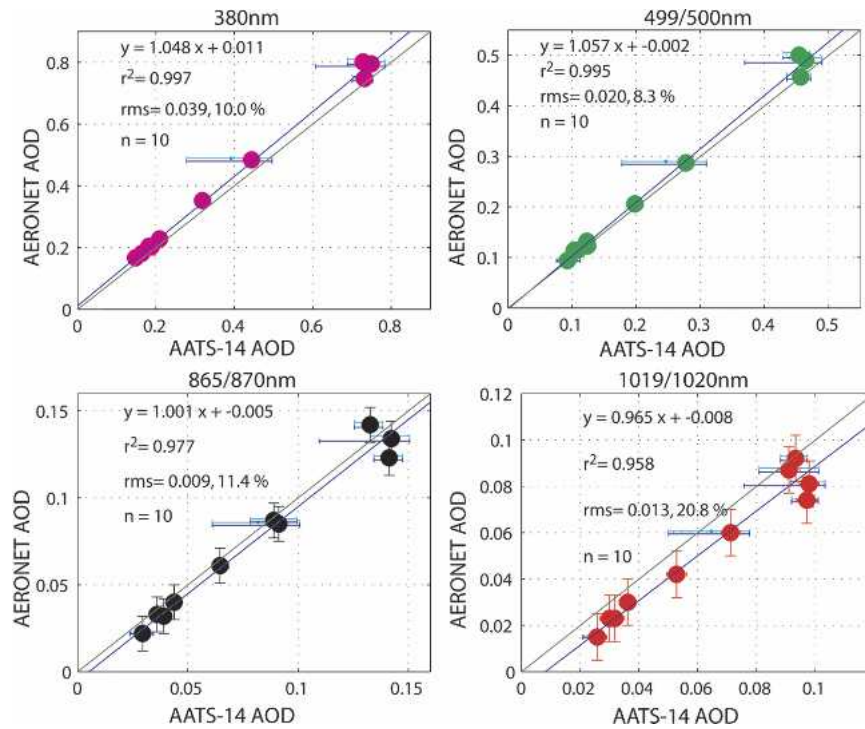 380nm
y = 1.048 x + 0.011
r²= 0.997
rms= 0.039, 10.0 %
n = 10
AERONET AOD
0.8
0.6
0.4
0.2
0
0 0.2 0.4 0.6 0.8
AATS-14 AOD
499/500nm
y = 1.057 x + -0.002
r²= 0.995
rms= 0.020, 8.3 %
n = 10
AERONET AOD
0.5
0.4
0.3
0.2
0.1
0
0 0.1 0.2 0.3 0.4 0.5
AATS-14 AOD
865/870nm
y = 1.001 x + -0.005
r²= 0.977
rms= 0.009, 11.4 %
n = 10
AERONET AOD
0.15
0.10
0.05
0
0 0.05 0.1 0.15
AATS-14 AOD
1019/1020nm
y = 0.965 x + -0.008
r²= 0.958
rms= 0.013, 20.8 %
n = 10
AERONET AOD
0.12
0.10
0.08
0.06
0.04
0.02
0
0 0.02 0.04 0.06 0.08 0.1
AATS-14 AOD